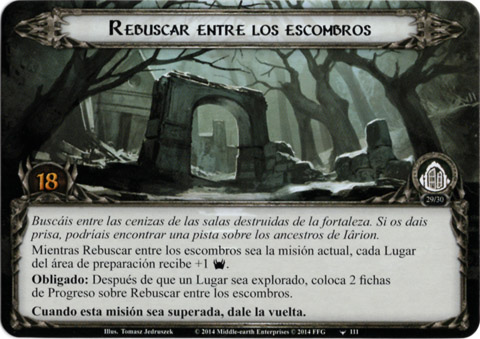 Rebuscar entre los escombros
18
29/30
Buscáis entre las cenizas de las salas destruidas de la fortaleza. Si os dais
prisa, podríais encontrar una pista sobre los ancestros de Iârion.
Mientras Rebuscar entre los escombros sea la misión actual, cada Lugar
del área de preparación recibe +1 .
Obligado: Después de que un Lugar sea explorado, coloca 2 fichas
de Progreso sobre Rebuscar entre los escombros.
Cuando esta misión sea superada, dale la vuelta.
Illus. Tomasz Jedruszek © 2014 Middle-earth Enterprises © 2014 FFG 111